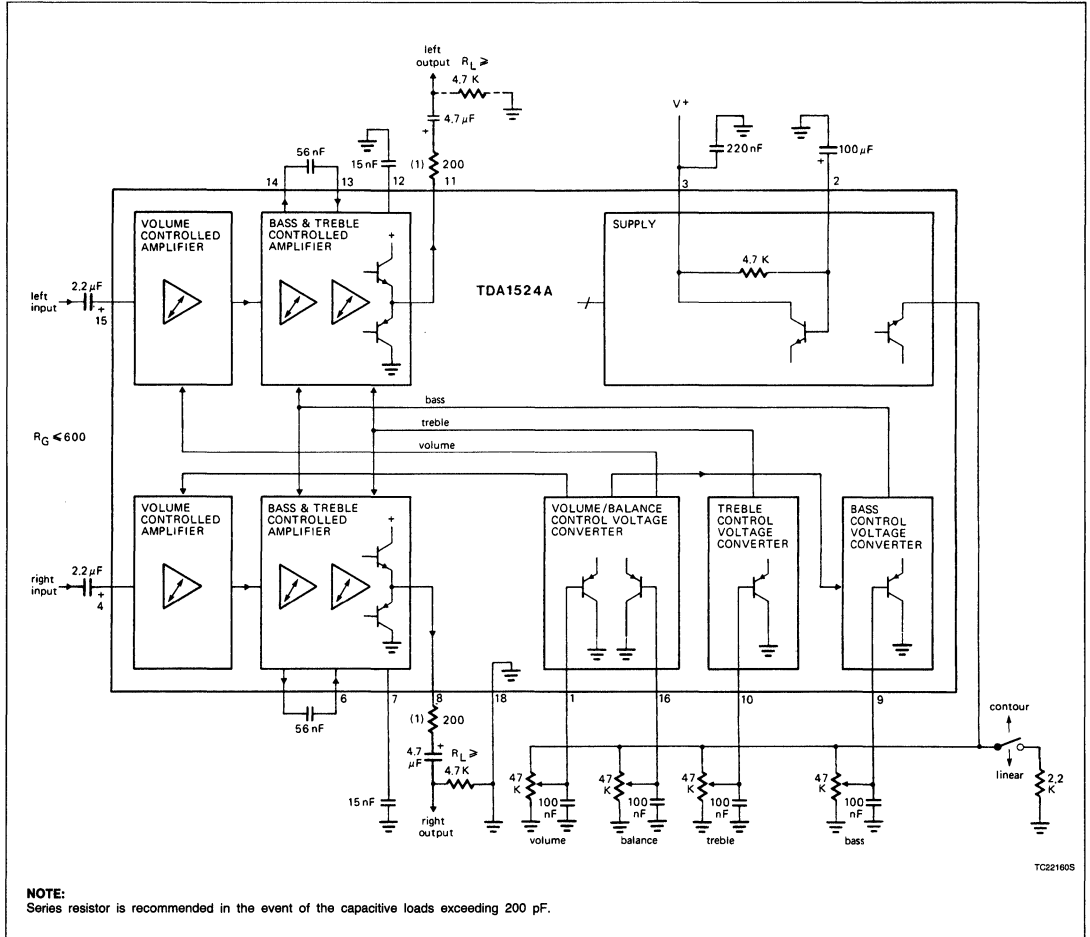 left
output
R_L ≥
4.7 K
4.7 µF
+
(1) 200
56 nF
15 nF
14
13
12
11
V+
220 nF
100 µF
+
3
2
VOLUME
CONTROLLED
AMPLIFIER
BASS & TREBLE
CONTROLLED
AMPLIFIER
+
TDA1524A
SUPPLY
4.7 K
2.2 µF
left
input
+
15
bass
treble
volume
R_G ≤600
VOLUME
CONTROLLED
AMPLIFIER
BASS & TREBLE
CONTROLLED
AMPLIFIER
+
VOLUME/BALANCE
CONTROL VOLTAGE
CONVERTER
TREBLE
CONTROL
VOLTAGE
CONVERTER
BASS
CONTROL
VOLTAGE
CONVERTER
2.2 µF
right
input
+
4
6
7
8
18
1
16
10
9
56 nF
(1) 200
4.7
µF
+
R_L ≥
4.7 K
15 nF
right
output
47
K
100
nF
volume
47
K
100
nF
balance
47
K
100
nF
treble
47
K
100
nF
bass
contour
linear
2,2
K
TC22160S
NOTE:
Series resistor is recommended in the event of the capacitive loads exceeding 200 pF.